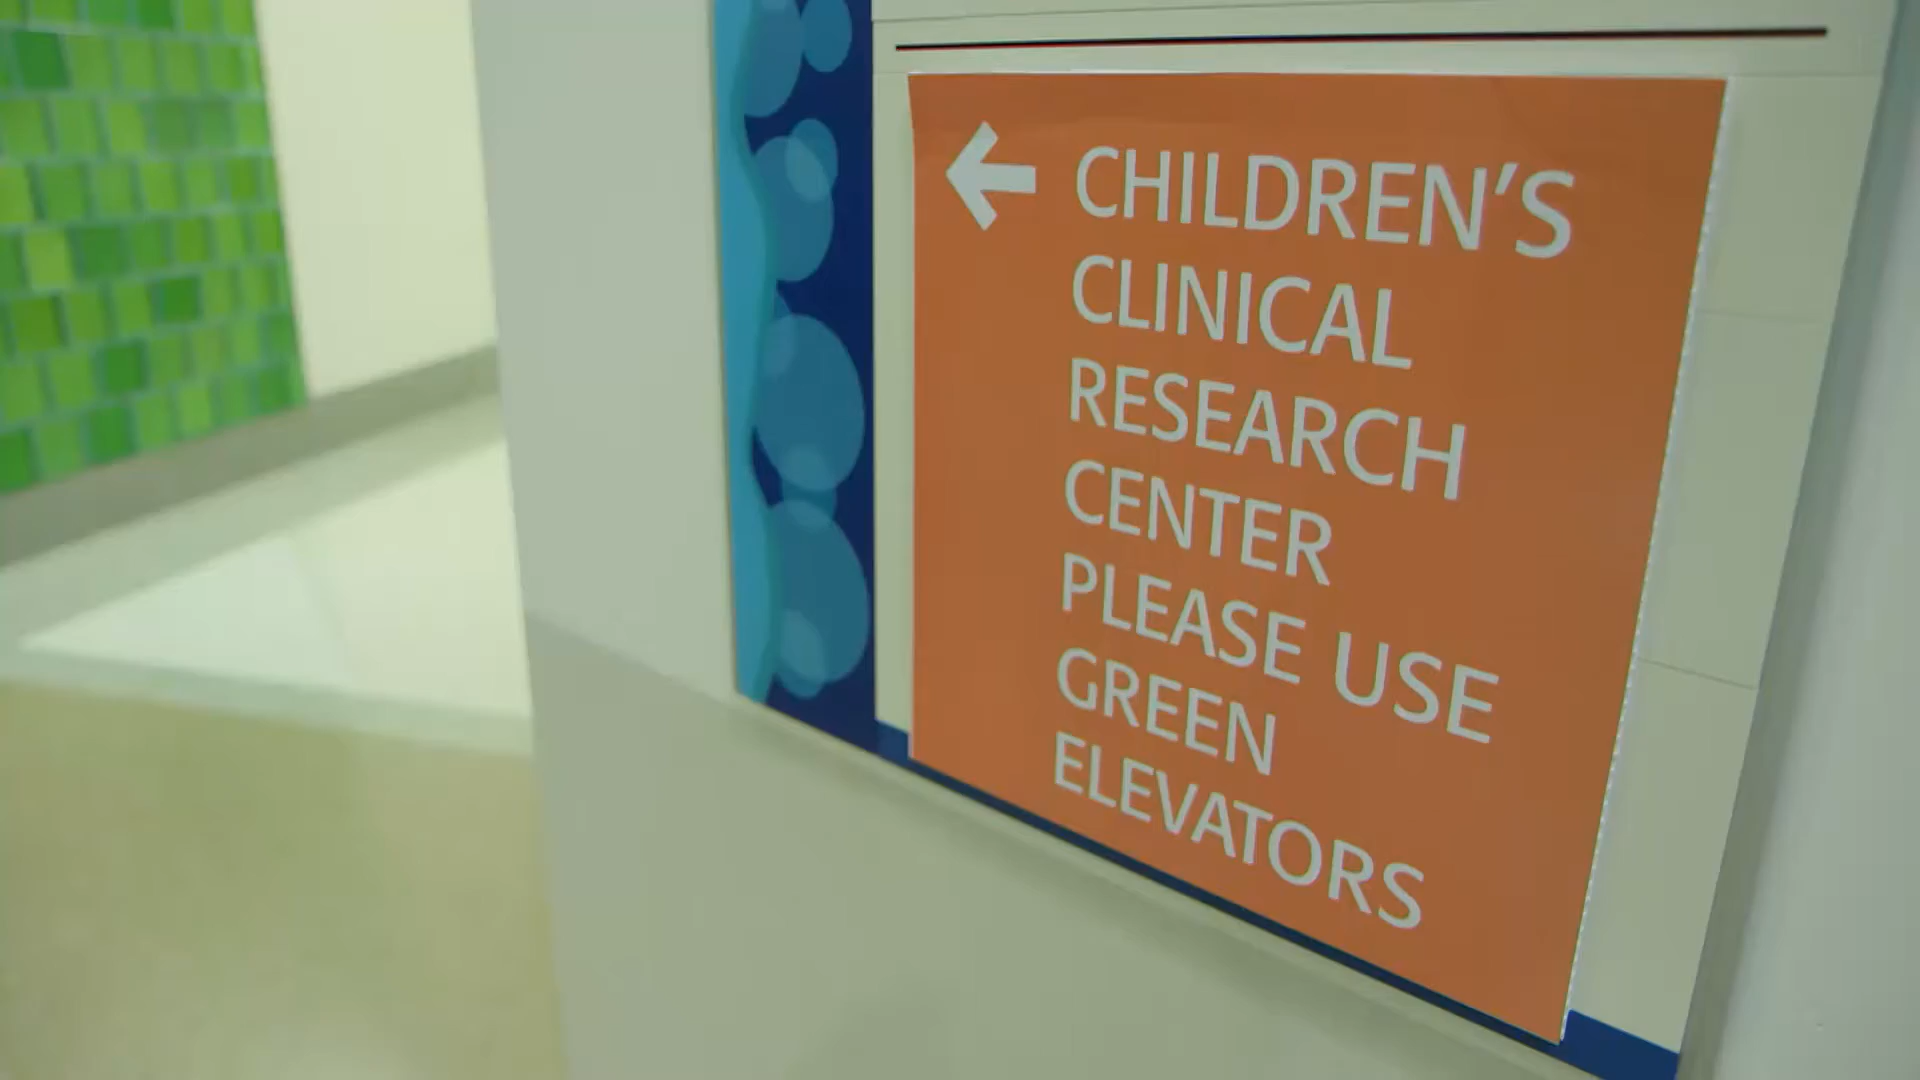 CHILDREN'S
CLINICAL
RESEARCH
CENTER
PLEASE USE
GREEN
ELEVATORS